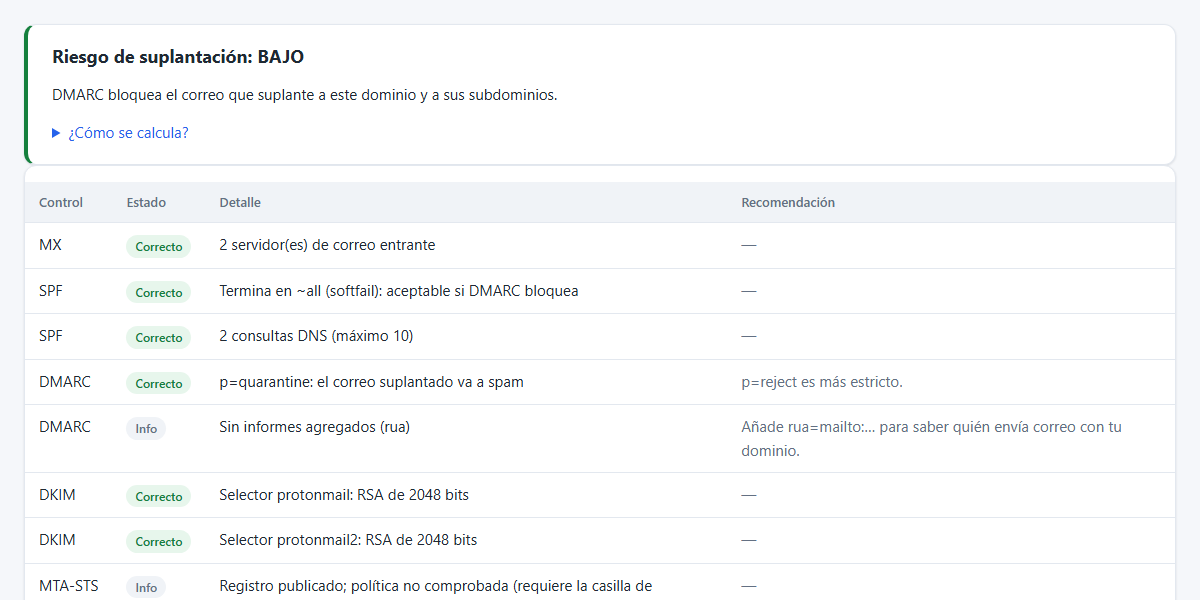 Riesgo de suplantación: BAJO
DMARC bloquea el correo que suplante a este dominio y a sus subdominios.
¿Cómo se calcula?
Control Estado Detalle Recomendación
MX Correcto 2 servidor(es) de correo entrante —
SPF Correcto Termina en ~all (softfail): aceptable si DMARC bloquea —
SPF Correcto 2 consultas DNS (máximo 10) —
DMARC Correcto p=quarantine: el correo suplantado va a spam p=reject es más estricto.
DMARC Info Sin informes agregados (rua) Añade rua=mailto:... para saber quién envía correo con tu
dominio.
DKIM Correcto Selector protonmail: RSA de 2048 bits —
DKIM Correcto Selector protonmail2: RSA de 2048 bits —
MTA-STS Info Registro publicado; política no comprobada (requiere la casilla de —